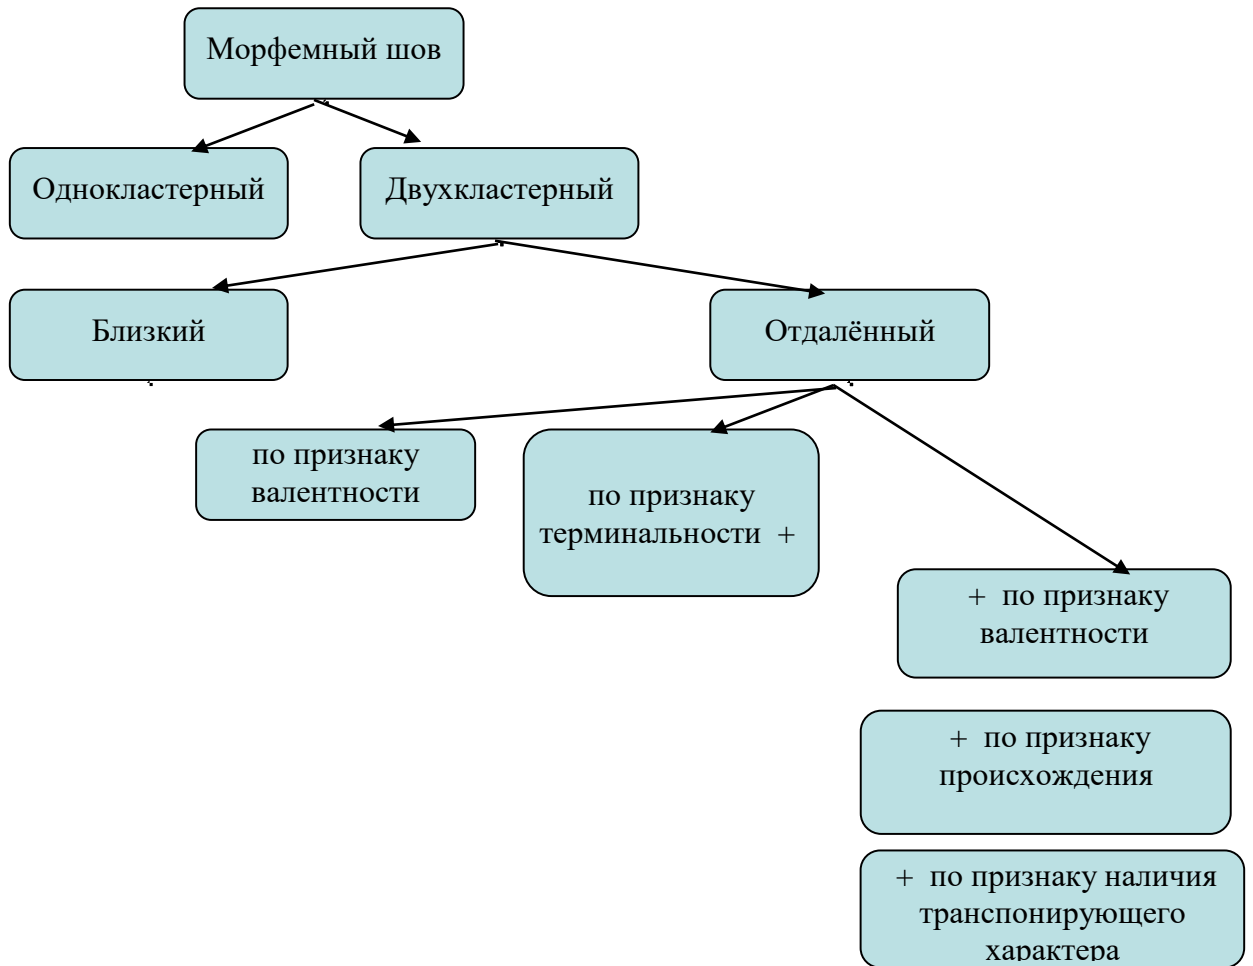 Морфемный шов
Однокластерный
Двухкластерный
Близкий
Отдалённый
по признаку
валентности
по признаку
терминальности +
+ по признаку
валентности
+ по признаку
происхождения
+ по признаку наличия
транспонирующего
характера